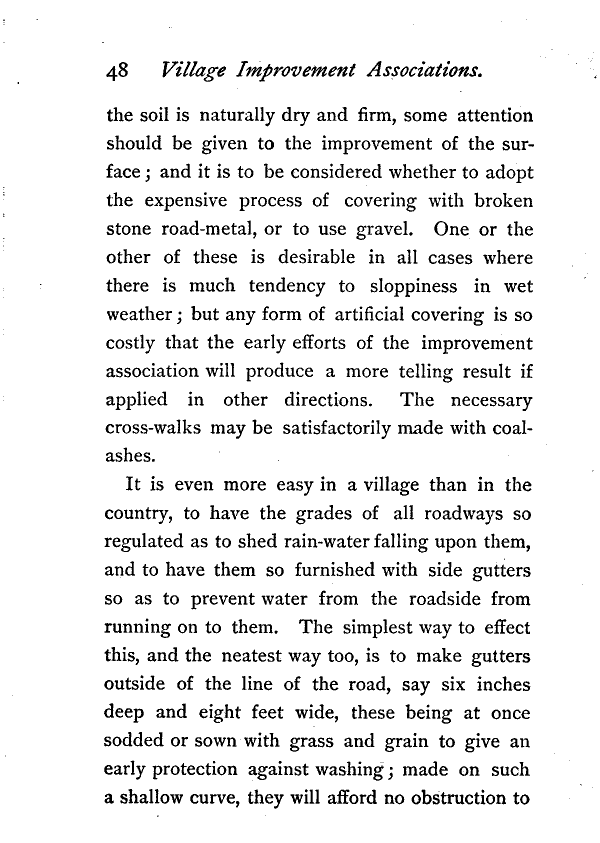 48 Village Improvement Associations.
the soil is naturally dry and firm, some attention
should be given to the improvement of the sur-
face ; and it is to be considered whether to adopt
the expensive process of covering with broken
stone road-metal, or to use gravel. One or the
other of these is desirable in all cases where
there is much tendency to sloppiness in wet
weather ; but any form of artificial covering is so
costly that the early efforts of the improvement
association will produce a more telling result if
applied in other directions. The necessary
cross-walks may be satisfactorily made with coal-
ashes.
It is even more easy in a village than in the
country, to have the grades of all roadways so
regulated as to shed rain-water falling upon them,
and to have them so furnished with side gutters
so as to prevent water from the roadside from
running on to them. The simplest way to effect
this, and the neatest way too, is to make gutters
outside of the line of the road, say six inches
deep and eight feet wide, these being at once
sodded or sown with grass and grain to give an
early protection against washing ; made on such
a shallow curve, they will afford no obstruction to